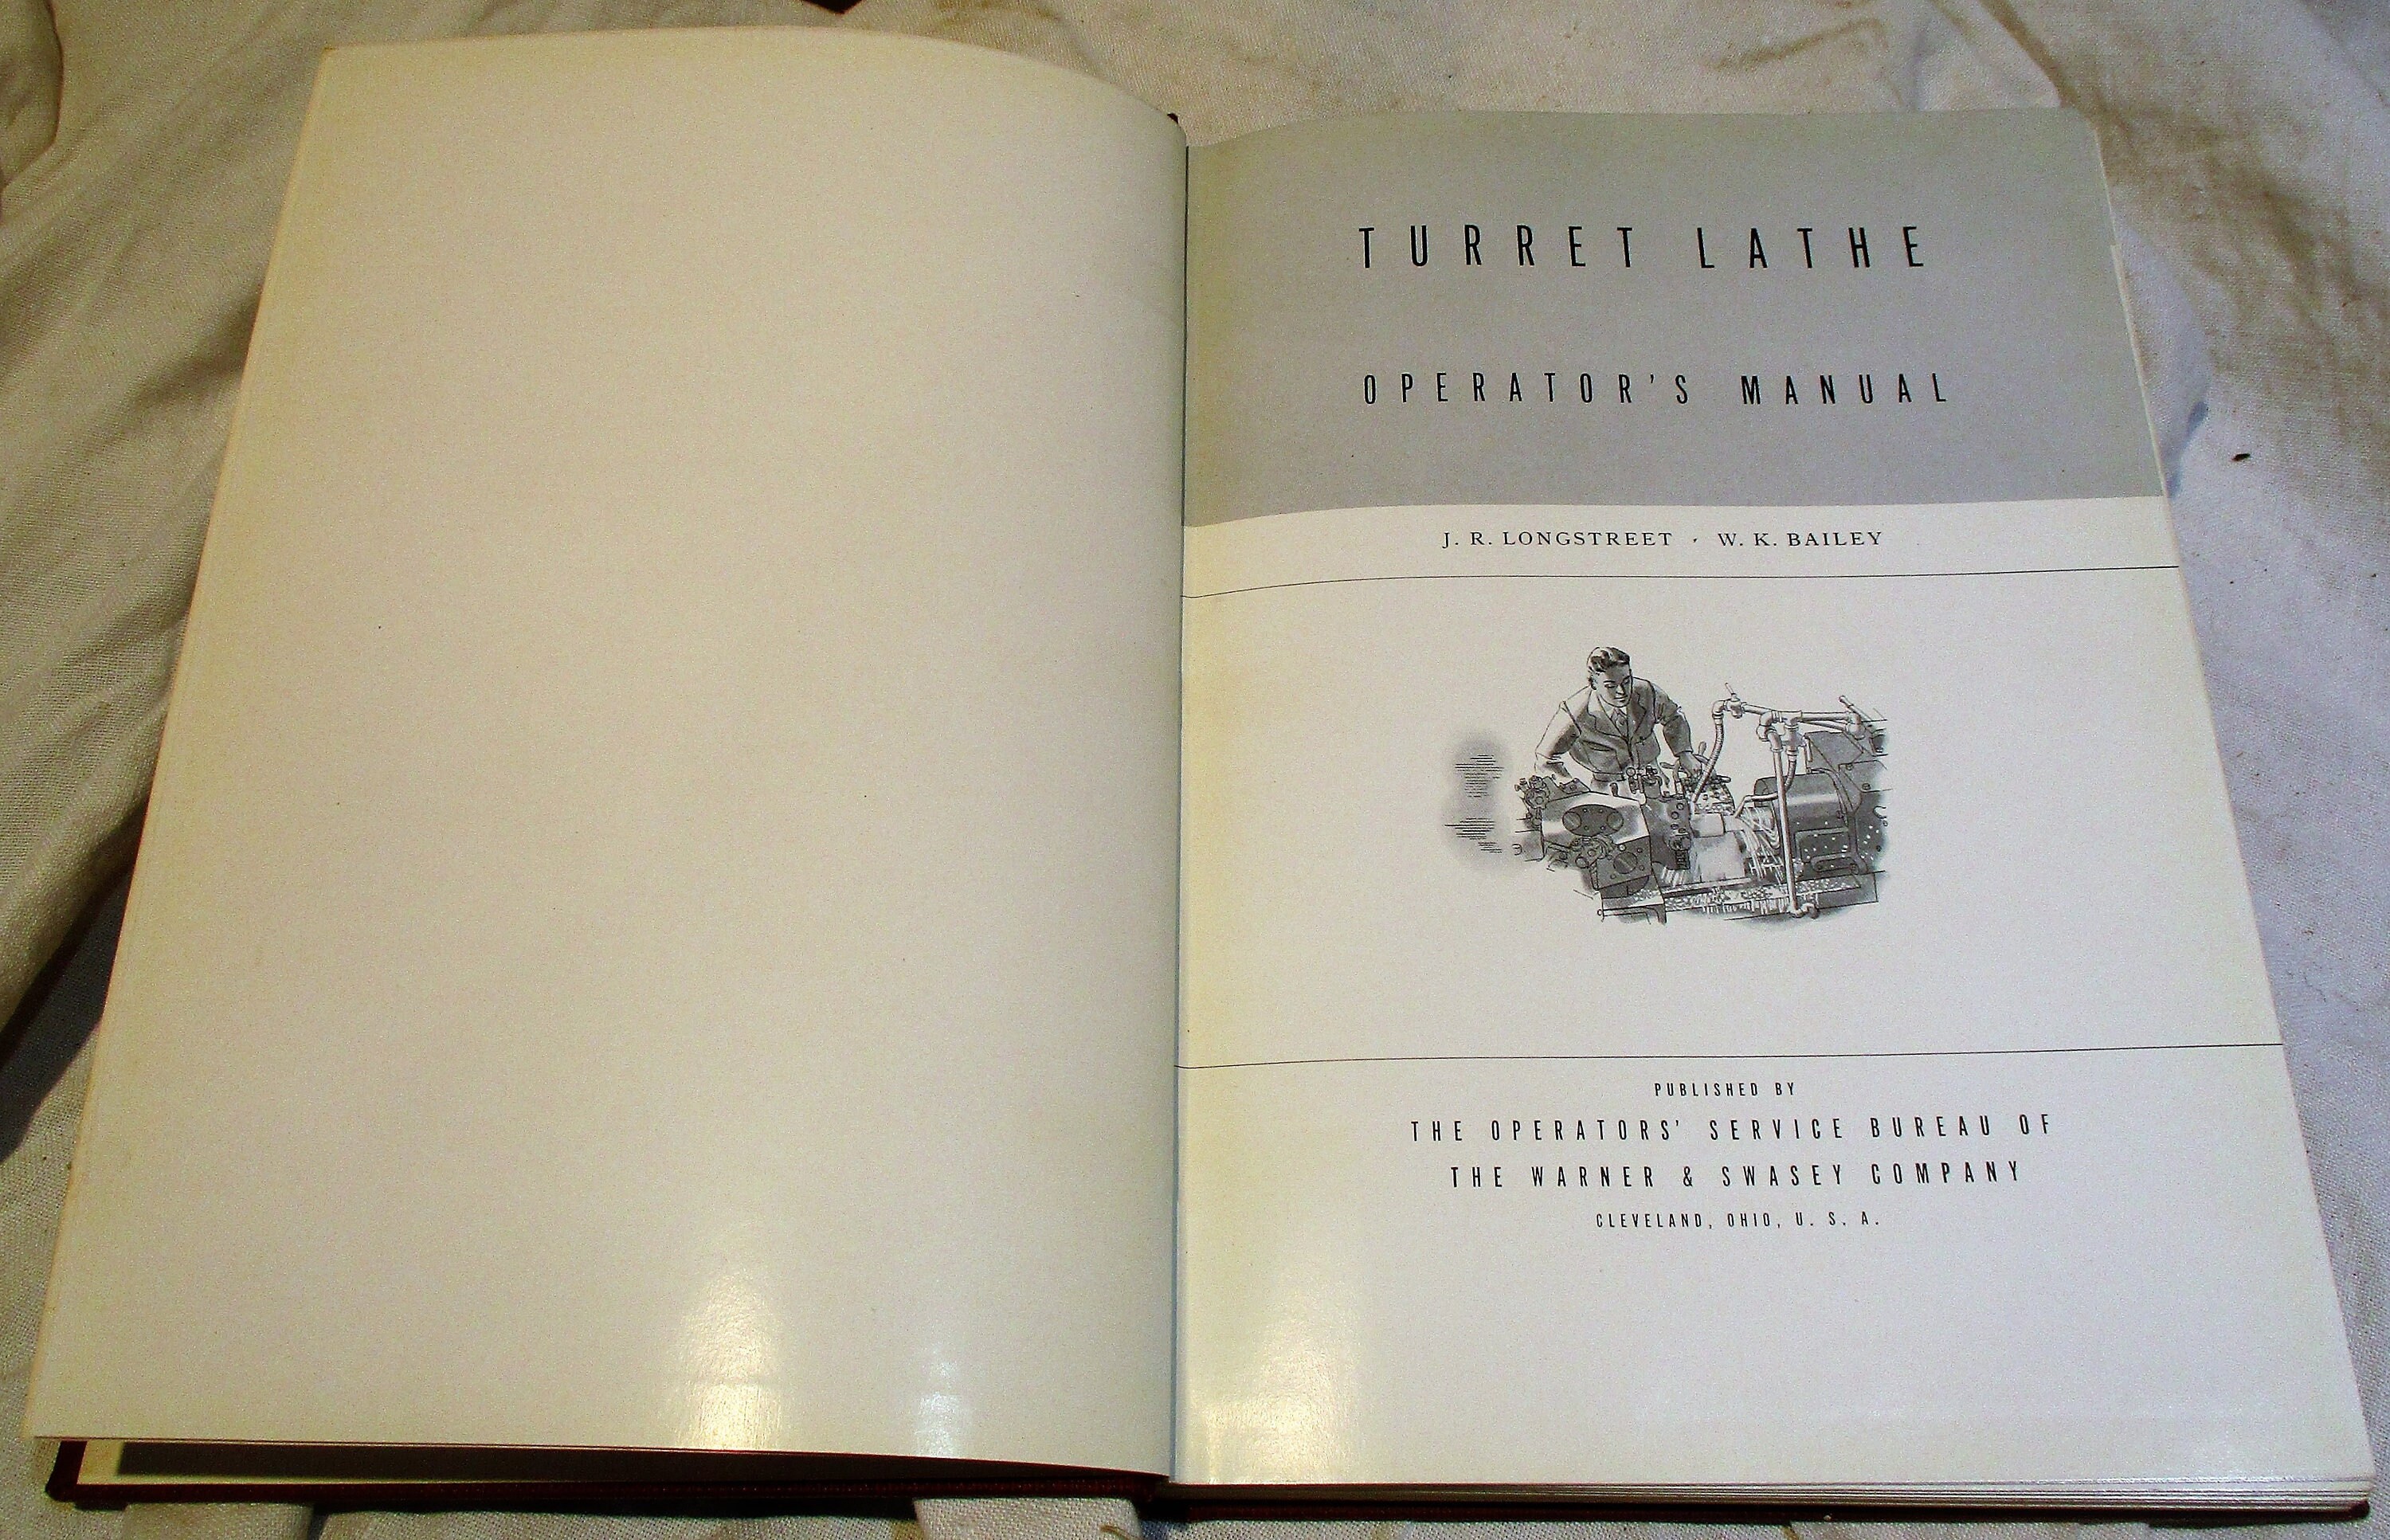 TURRET LATHE
OPERATOR'S MANUAL
J. R. LONGSTREET · W. K. BAILEY
PUBLISHED BY
THE OPERATORS' SERVICE BUREAU OF
THE WARNER & SWASEY COMPANY
CLEVELAND, OHIO, U. S. A.